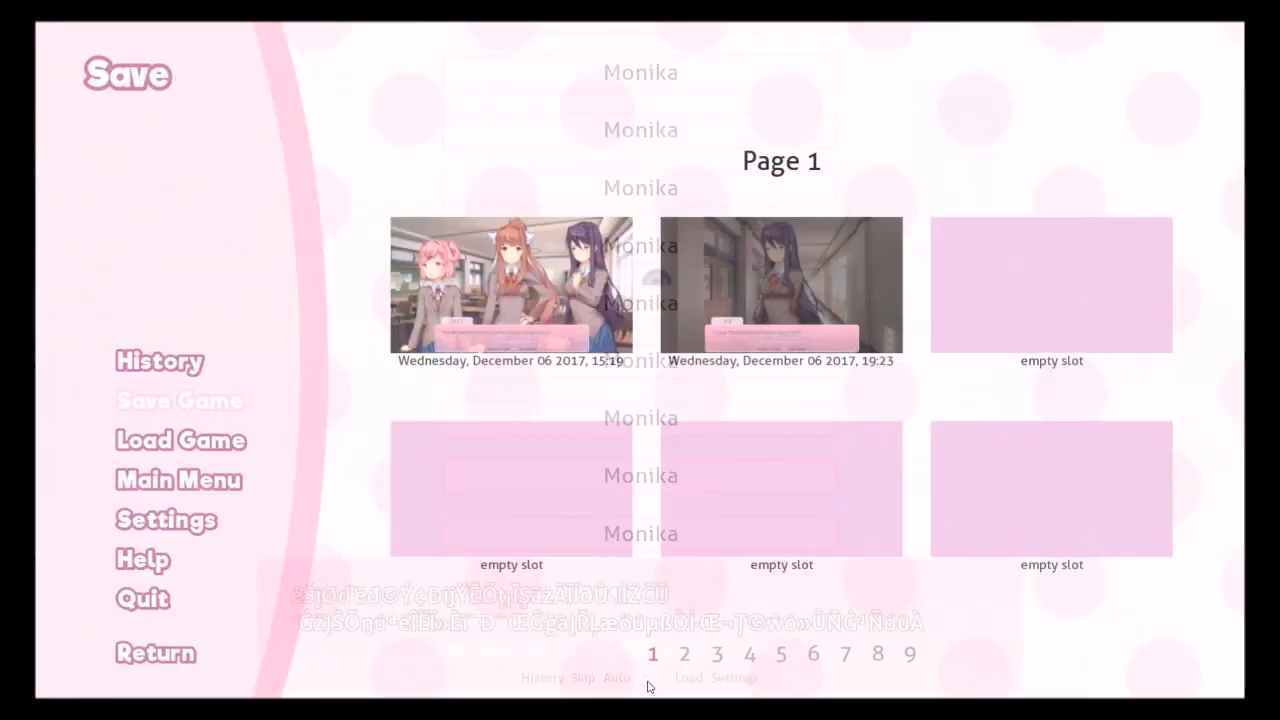 Save
Monika
Monika
Page 1
Monika
Monika
Monika
Wednesday, December 06 2017, 15:19
Wednesday, December 06 2017, 19:23
empty slot
Monika
History
Save Game
Monika
Load Game
Main Menu
Monika
Settings
Monika
Help
empty slot
empty slot
empty slot
Quit
Return
1 2 3 4 5 6 7 8 9
History Skip Auto Load Settings